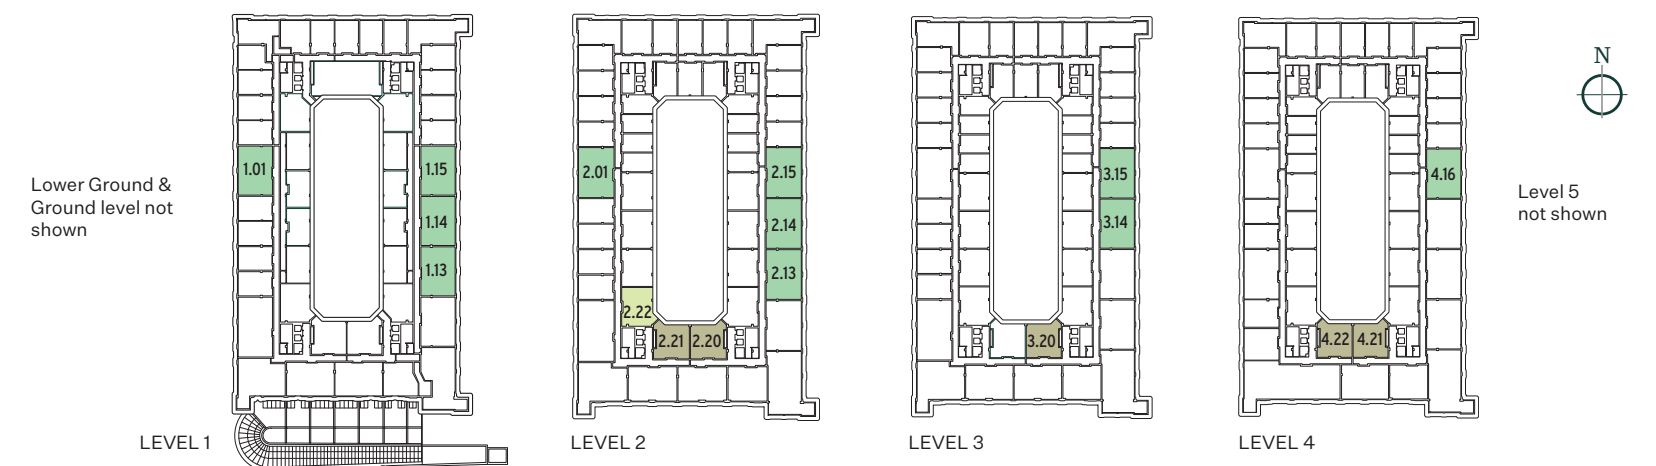 N
Lower Ground &
Ground level not
shown
1.01
1.15
1.14
1.13
2.01
2.15
2.14
2.13
2.22
2.21 2.20
3.15
3.14
3.20
4.16
4.22 4.21
Level 5
not shown
LEVEL 1
LEVEL 2
LEVEL 3
LEVEL 4